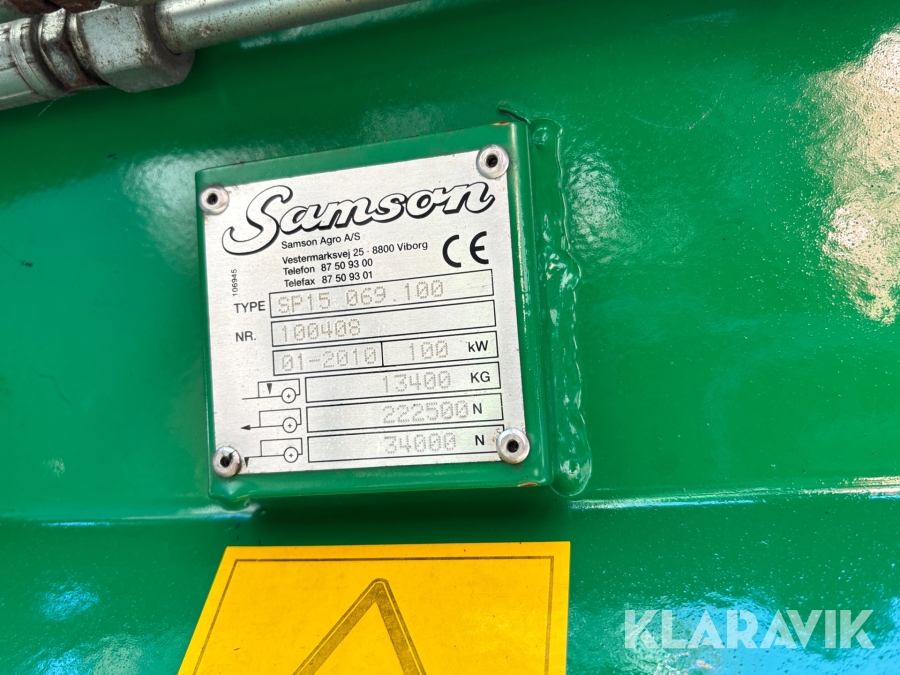 Samson
Samson Agro A/S
Vestermarksvej 25 - 8800 Viborg
Telefon 87 50 93 00
Telefax 87 50 93 01
CE
106945
TYPE SP15 069.100
NR. 100408
01-2010 100 kW
13400 KG
222500 N
34000 N
KLARAVIK